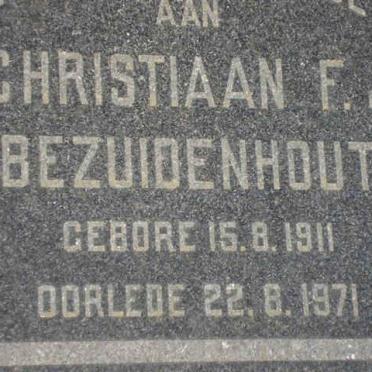 AAN
CHRISTIAAN F.
BEZUIDENHOUT
GEBORE 15.8.1911
OORLEDE 22.8.1971